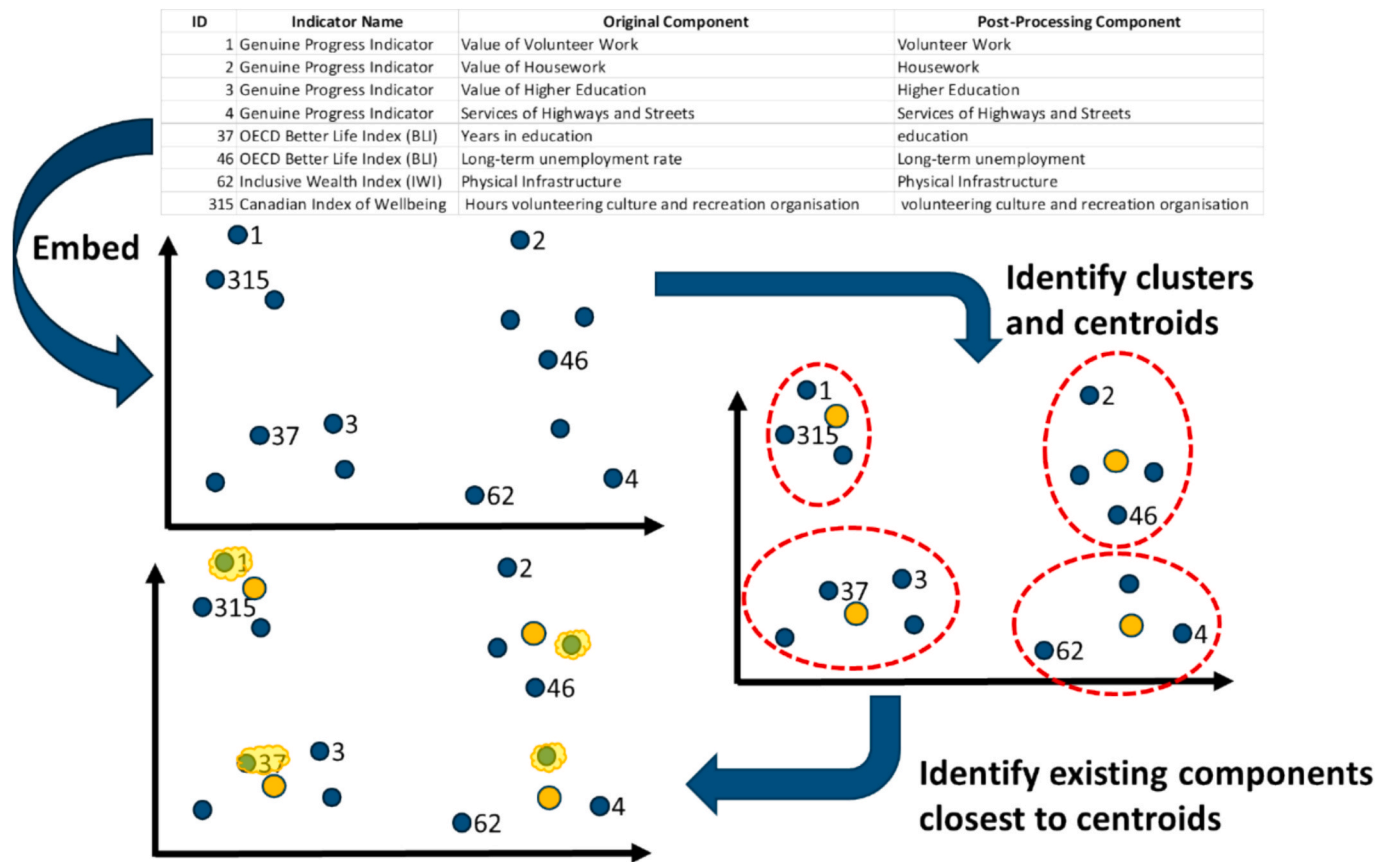 ID Indicator Name Original Component Post-Processing Component
1 Genuine Progress Indicator Value of Volunteer Work Volunteer Work
2 Genuine Progress Indicator Value of Housework Housework
3 Genuine Progress Indicator Value of Higher Education Higher Education
4 Genuine Progress Indicator Services of Highways and Streets Services of Highways and Streets
37 OECD Better Life Index (BLI) Years in education education
46 OECD Better Life Index (BLI) Long-term unemployment rate Long-term unemployment
62 Inclusive Wealth Index (IWI) Physical Infrastructure Physical Infrastructure
315 Canadian Index of Wellbeing Hours volunteering culture and recreation organisation volunteering culture and recreation organisation
Embed
1
2
315
46
37
3
62
4
Identify clusters
and centroids
1
2
315
46
37
3
62
4
Identify existing components
closest to centroids
1
2
315
46
37
3
62
4